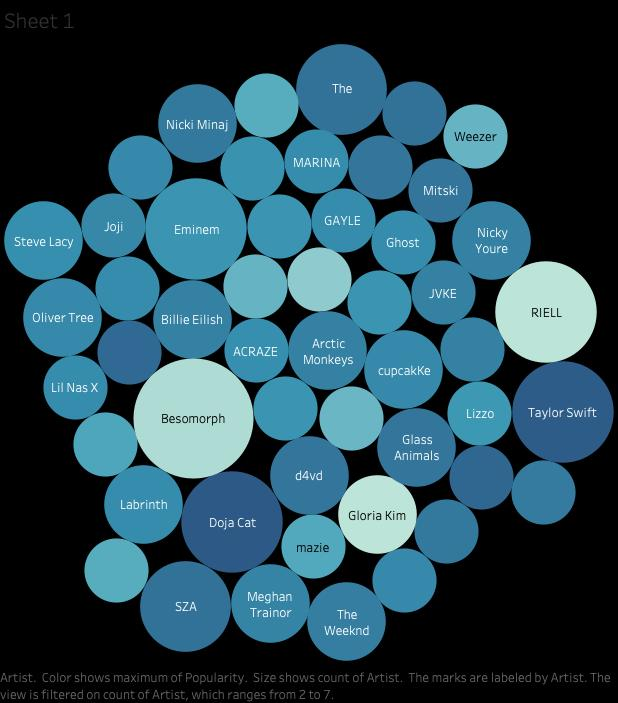 Sheet 1
The
Nicki Minaj
Weezer
MARINA
Mitski
GAYLE
Joji
Eminem
Steve Lacy
Ghost
Nicky
Youre
JVKE
RIELL
Oliver Tree
Billie Eilish
ACRAZE
Arctic
Monkeys
cupcakKe
Lil Nas X
Besomorph
Lizzo
Taylor Swift
Glass
Animals
d4vd
Labrinth
Doja Cat
Gloria Kim
mazie
SZA
Meghan
Trainor
The
Weeknd
Artist.  Color shows maximum of Popularity.  Size shows count of Artist.  The marks are labeled by Artist. The
view is filtered on count of Artist, which ranges from 2 to 7.